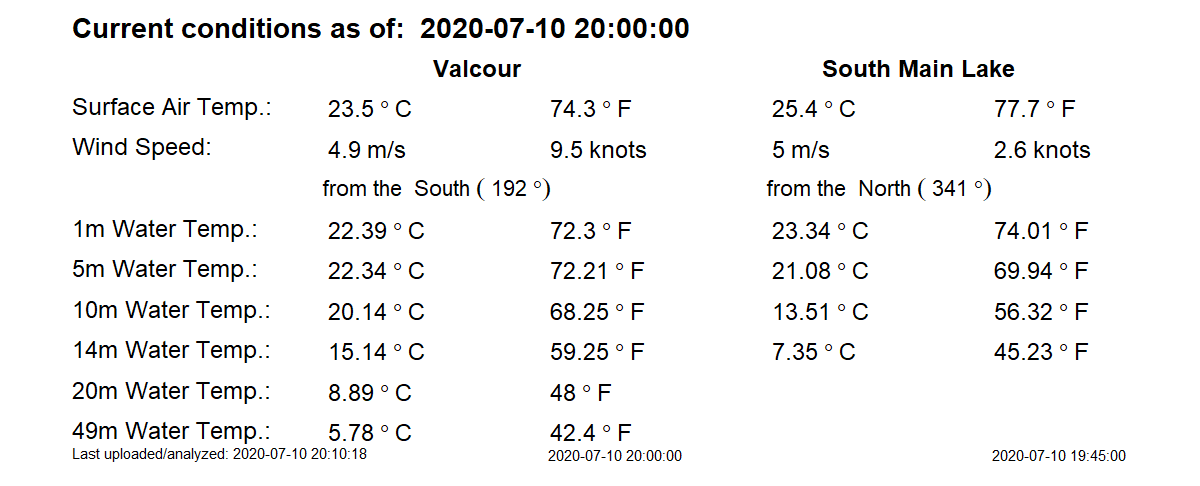 Current conditions as of: 2020-07-10 20:00:00
Valcour South Main Lake
Surface Air Temp.: 23.5 ° C 74.3 ° F 25.4 ° C 77.7 ° F
Wind Speed: 4.9 m/s 9.5 knots 5 m/s 2.6 knots
from the South ( 192 °) from the North ( 341 °)
1m Water Temp.: 22.39 ° C 72.3 ° F 23.34 ° C 74.01 ° F
5m Water Temp.: 22.34 ° C 72.21 ° F 21.08 ° C 69.94 ° F
10m Water Temp.: 20.14 ° C 68.25 ° F 13.51 ° C 56.32 ° F
14m Water Temp.: 15.14 ° C 59.25 ° F 7.35 ° C 45.23 ° F
20m Water Temp.: 8.89 ° C 48 ° F
49m Water Temp.: 5.78 ° C 42.4 ° F
Last uploaded/analyzed: 2020-07-10 20:10:18 2020-07-10 20:00:00 2020-07-10 19:45:00